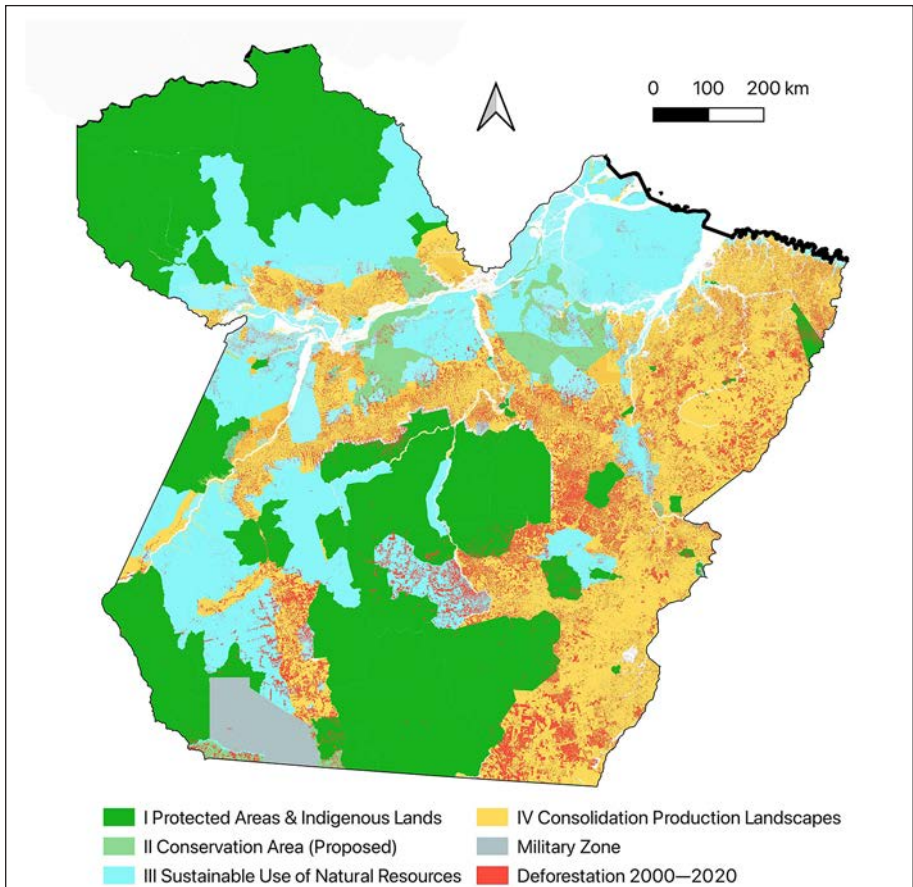 0 100 200 km
I Protected Areas & Indigenous Lands
II Conservation Area (Proposed)
III Sustainable Use of Natural Resources
IV Consolidation Production Landscapes
Military Zone
Deforestation 2000—2020